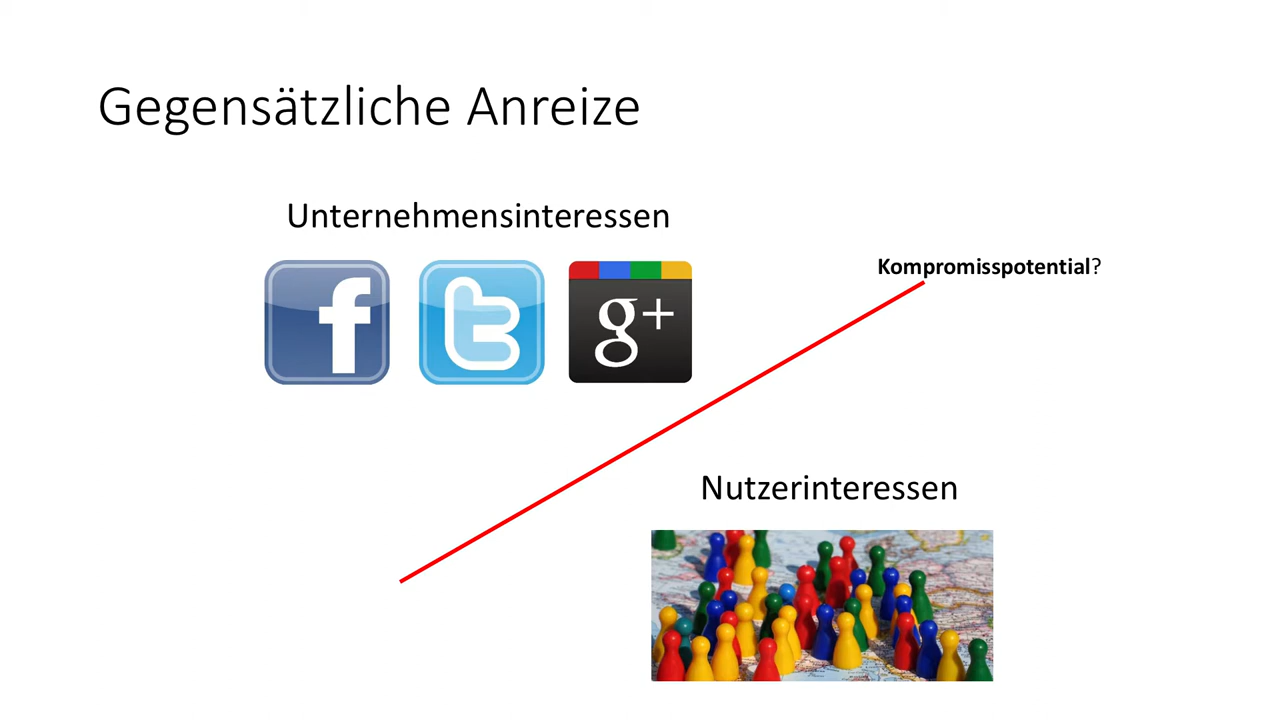 Gegensätzliche Anreize
Unternehmensinteressen
Kompromisspotential?
f
t
g+
Nutzerinteressen